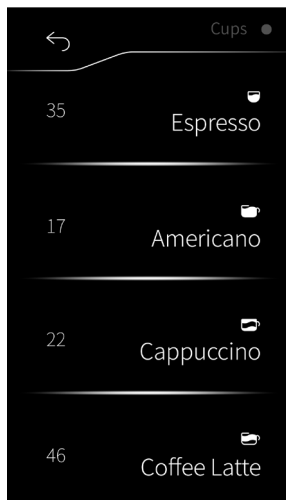 Cups
35
Espresso
17
Americano
22
Cappuccino
46
Coffee Latte